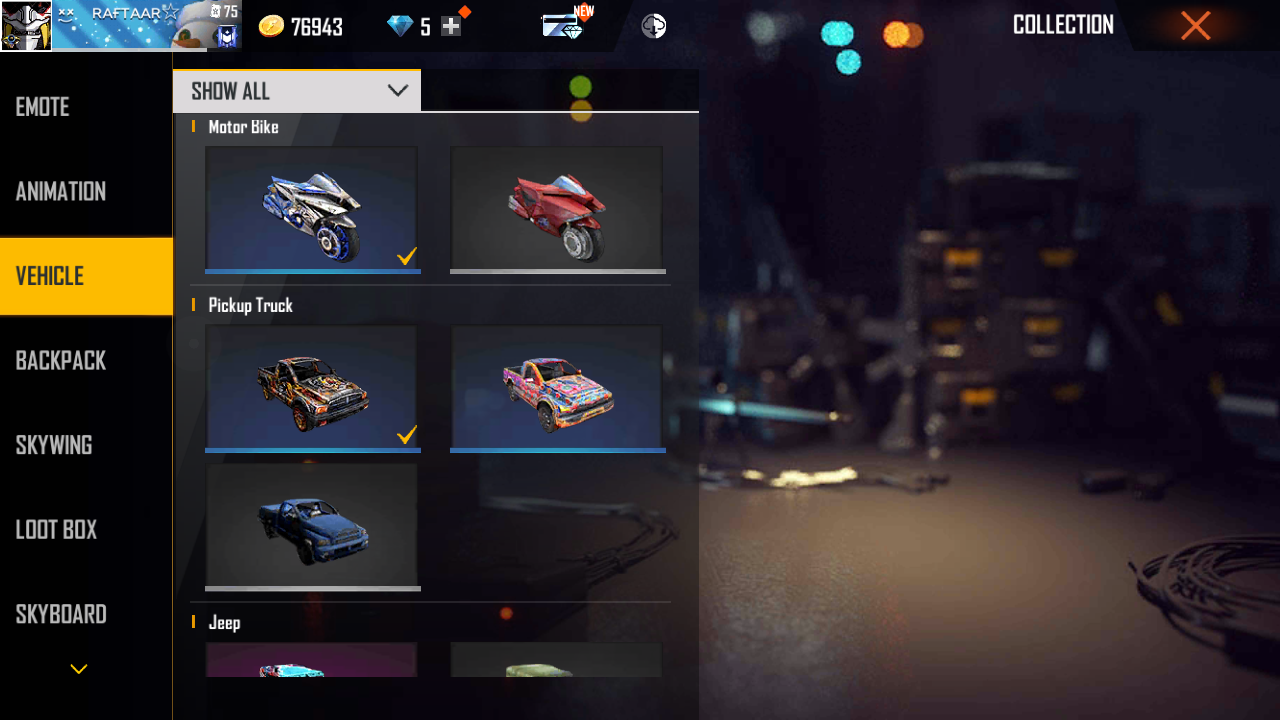 RAFTAAR☆
75
76943
5
NEW
COLLECTION
EMOTE
ANIMATION
VEHICLE
BACKPACK
SKYWING
LOOT BOX
SKYBOARD
SHOW ALL
Motor Bike
Pickup Truck
Jeep